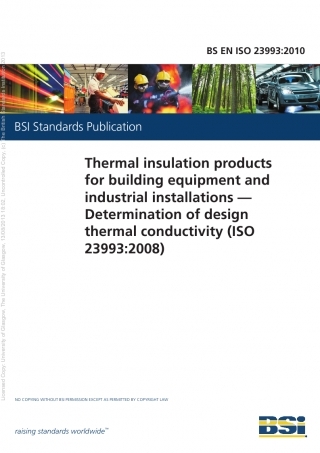 BS EN ISO 23993:2010
BSI Standards Publication
Thermal insulation products
for building equipment and
industrial installations —
Determination of design
thermal conductivity (ISO
23993:2008)
NO COPYING WITHOUT BSI PERMISSION EXCEPT AS PERMITTED BY COPYRIGHT LAW
raising standards worldwide™
BSi